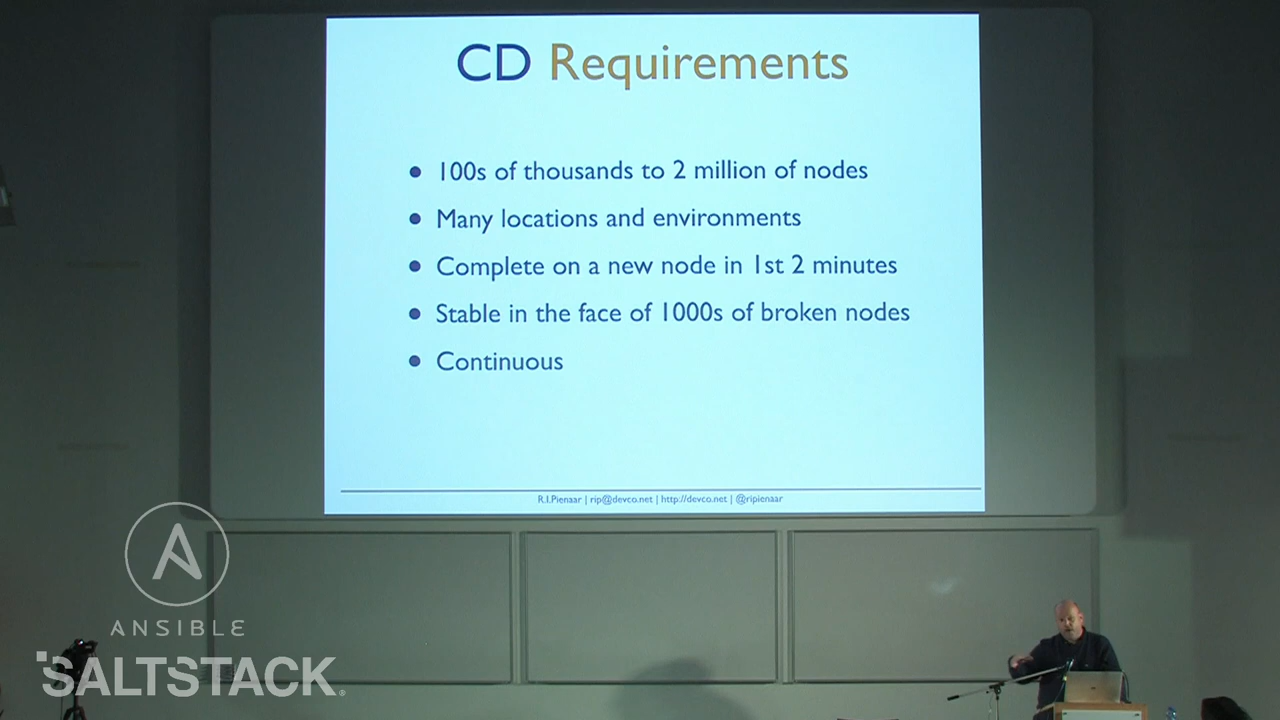 CD Requirements
100s of thousands to 2 million of nodes
Many locations and environments
Complete on a new node in 1st 2 minutes
Stable in the face of 1000s of broken nodes
Continuous
R.I.Pienaar | rip@devco.net | http://devco.net | @ripienaar
ANSIBLE
SALTSTACK